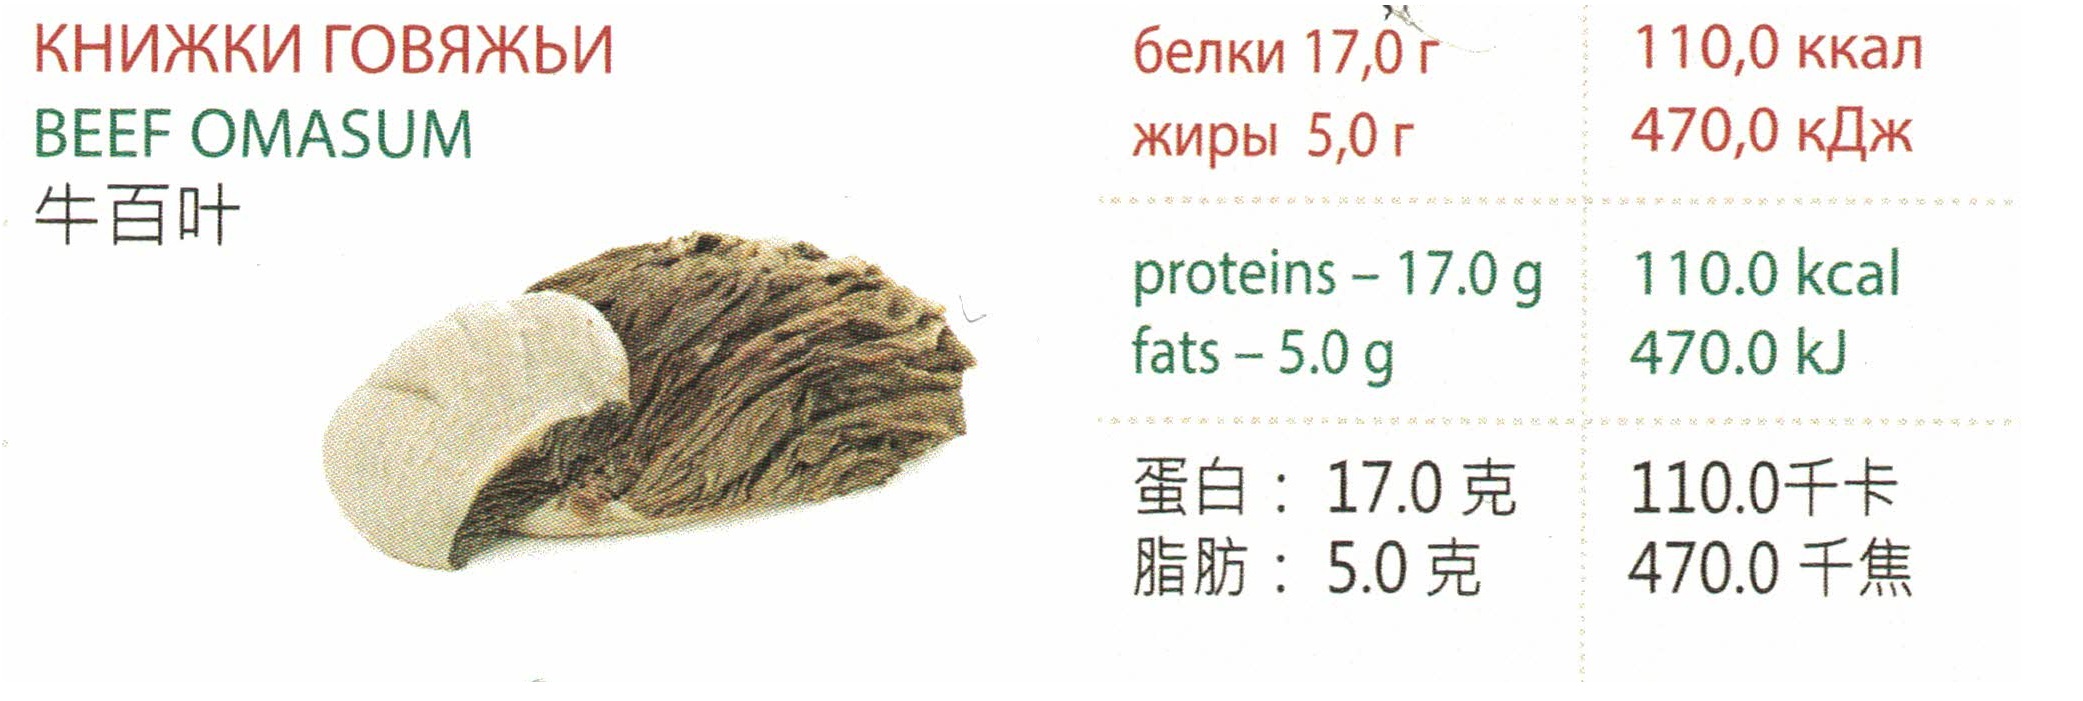 КНИЖКИ ГОВЯЖЬИ
BEEF OMASUM
牛百叶
белки 17,0 г
жиры 5,0 г
110,0 ккал
470,0 кДж
proteins – 17.0 g
fats – 5.0 g
110.0 kcal
470.0 kJ
蛋白： 17.0 克
脂肪： 5.0 克
110.0千卡
470.0 千焦